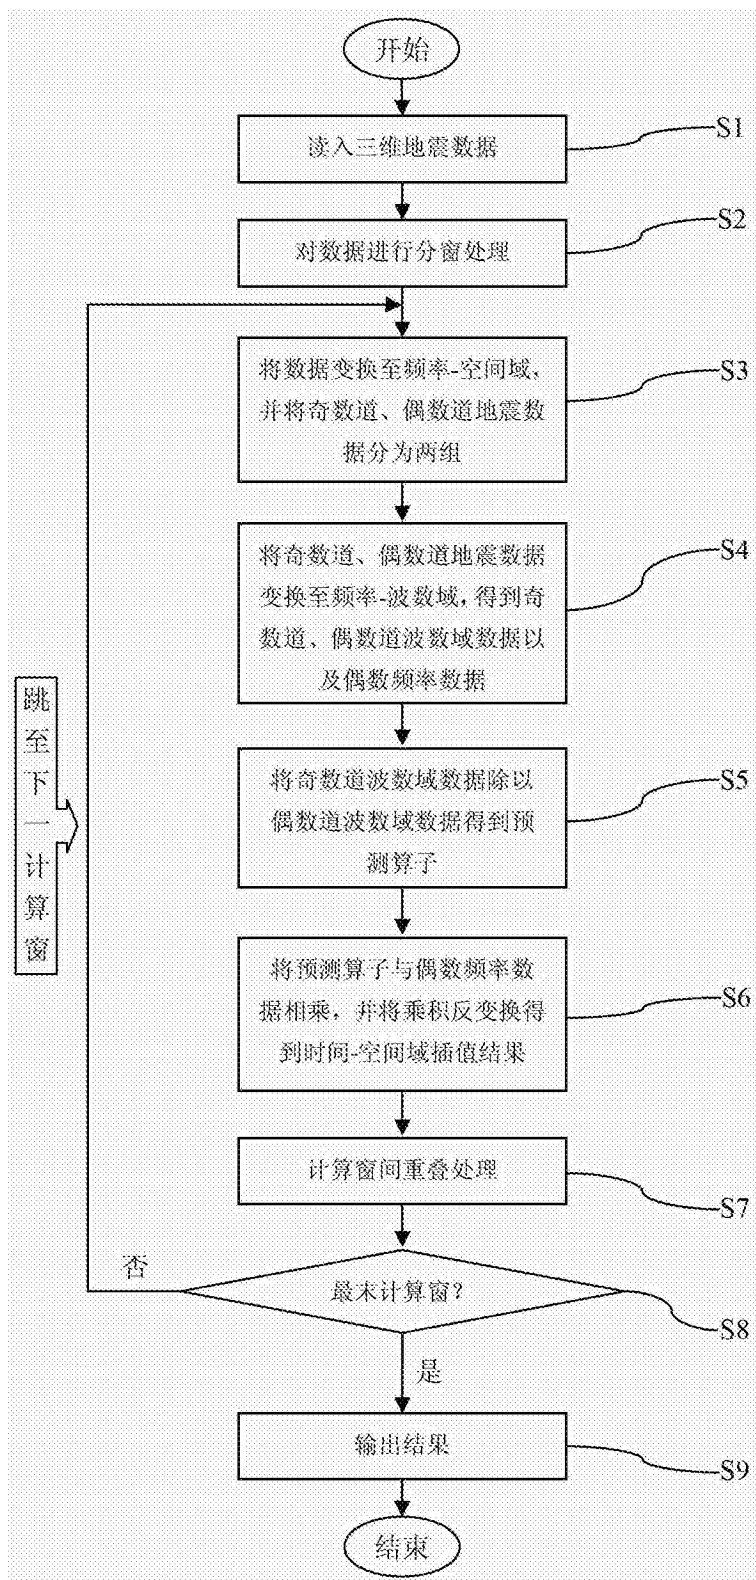 开始
读入三维地震数据
S1
对数据进行分窗处理
S2
将数据变换至频率-空间域，
并将奇数道、偶数道地震数
据分为两组
S3
将奇数道、偶数道地震数据
变换至频率-波数域，得到奇
数道、偶数道波数域数据以
及偶数频率数据
S4
跳至下一计算窗
将奇数道波数域数据除以
偶数道波数域数据得到预
测算子
S5
将预测算子与偶数频率数
据相乘，并将乘积反变换得
到时间-空间域插值结果
S6
计算窗间重叠处理
S7
否
最末计算窗？
S8
是
输出结果
S9
结束